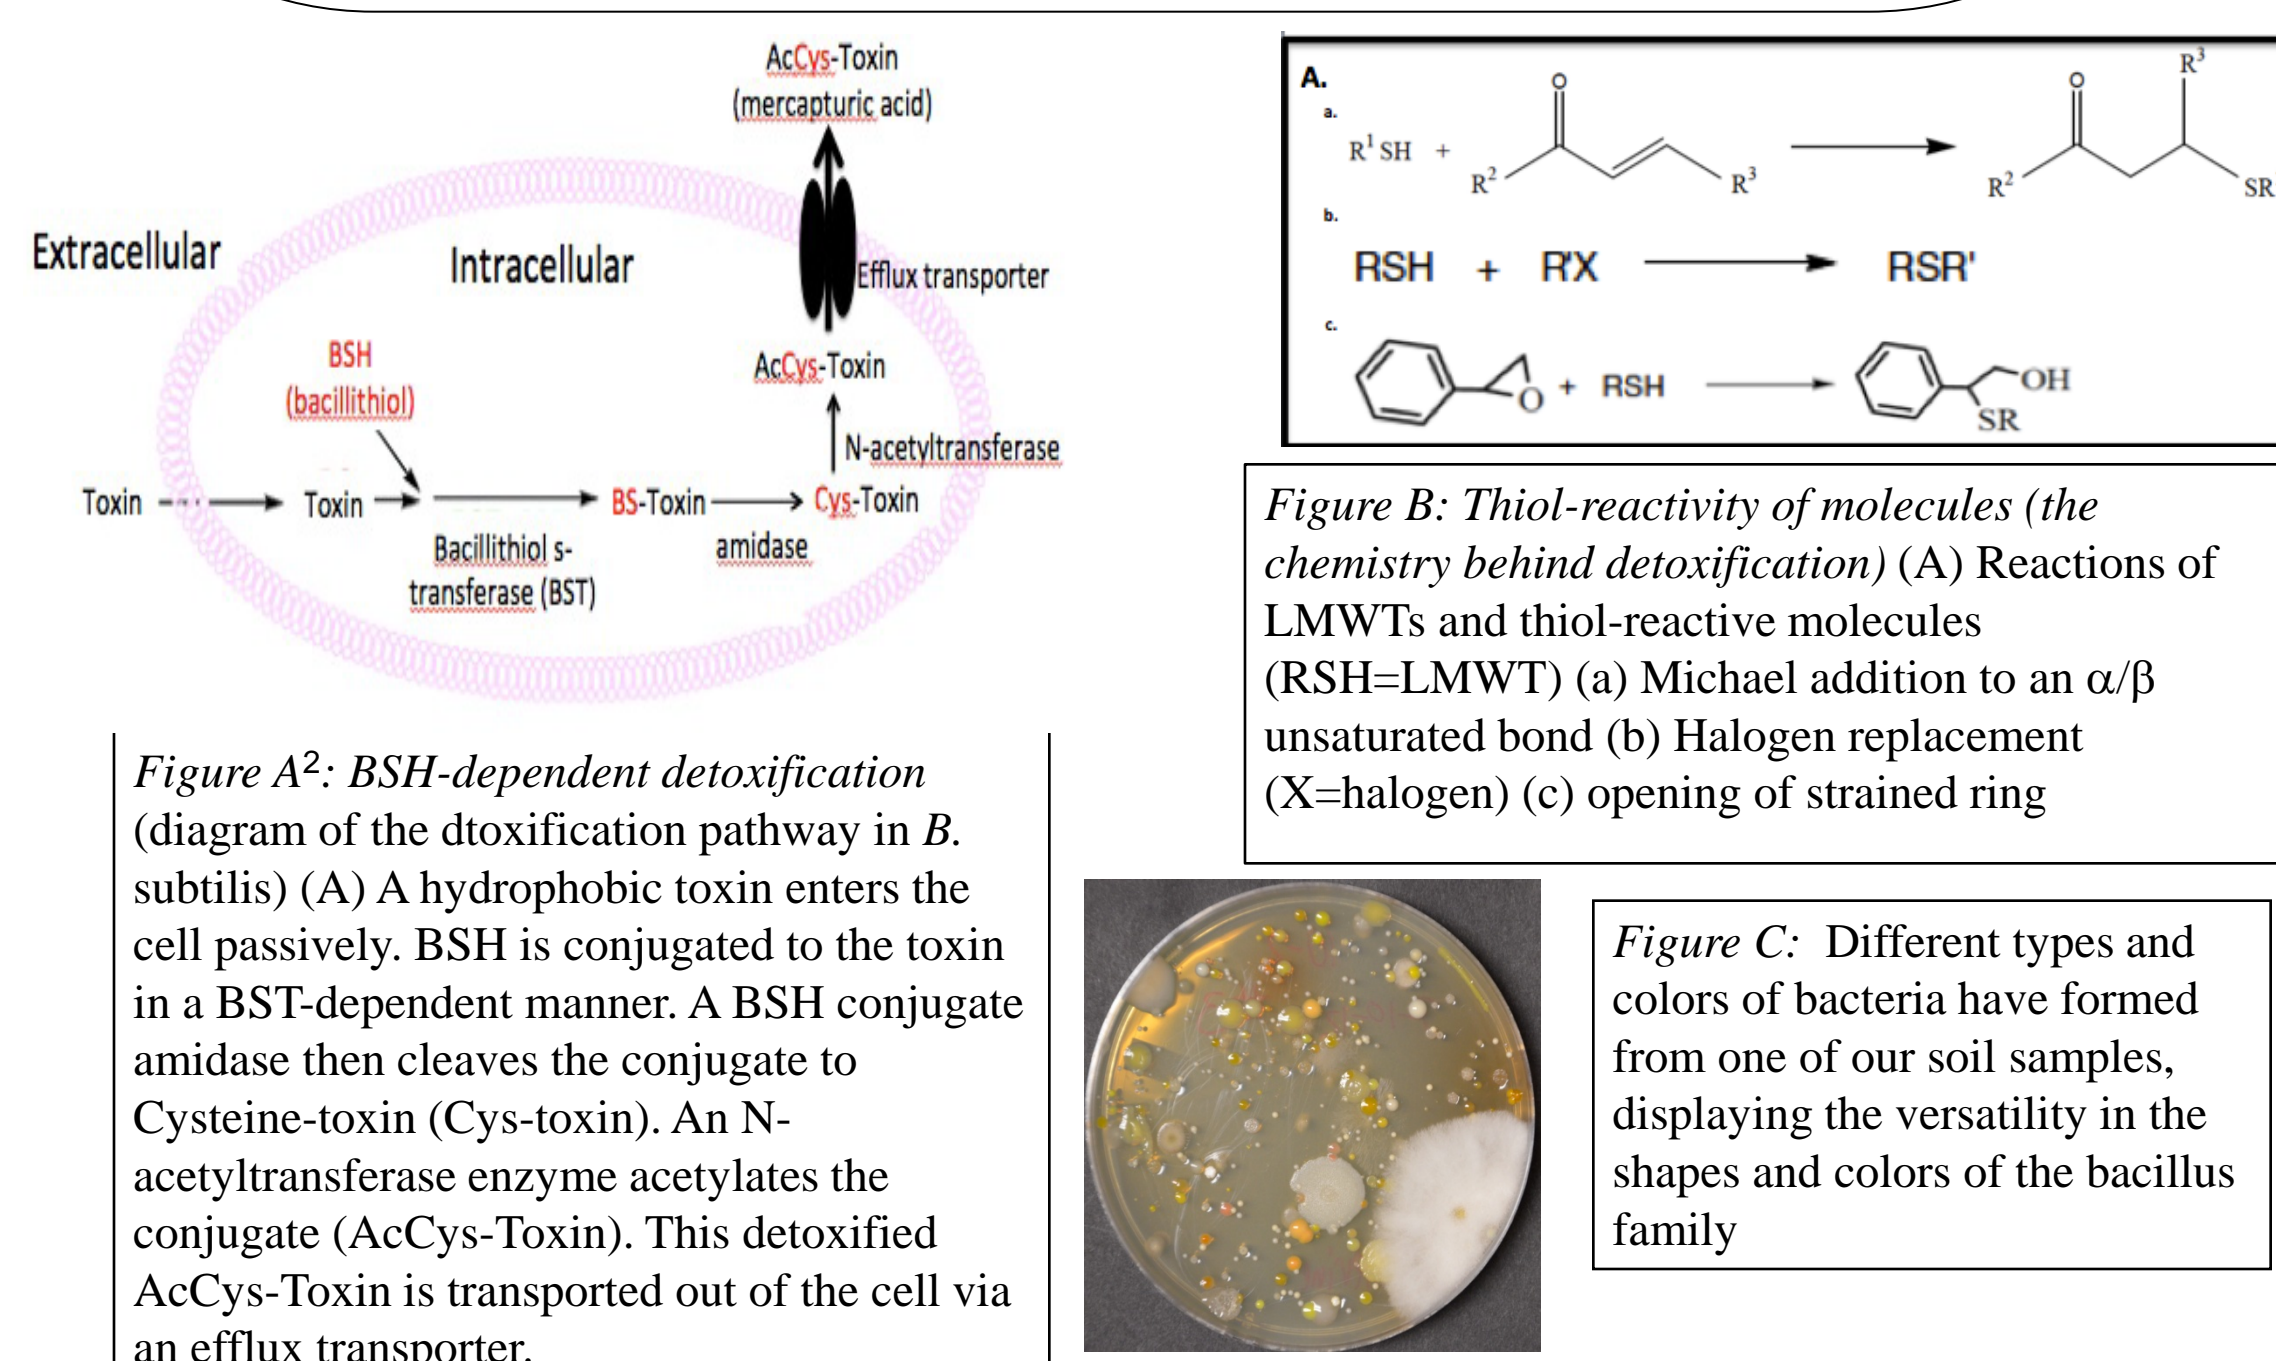 AcCys-Toxin
(mercapturic acid)
Extracellular
Intracellular
Efflux transporter
BSH
(bacillithiol)
AcCys-Toxin
N-acetyltransferase
Toxin
Toxin
BS-Toxin
Cys-Toxin
Bacillithiol s-
transferase (BST)
amidase
Figure A²: BSH-dependent detoxification
(diagram of the dtoxification pathway in B.
subtilis) (A) A hydrophobic toxin enters the
cell passively. BSH is conjugated to the toxin
in a BST-dependent manner. A BSH conjugate
amidase then cleaves the conjugate to
Cysteine-toxin (Cys-toxin). An N-
acetyltransferase enzyme acetylates the
conjugate (AcCys-Toxin). This detoxified
AcCys-Toxin is transported out of the cell via
an efflux transporter.
A.
a.
R¹ SH +
O
R²
R³
O
R³
R²
SR
b.
RSH + R'X RSR'
c.
O + RSH
OH
SR
Figure B: Thiol-reactivity of molecules (the
chemistry behind detoxification) (A) Reactions of
LMWTs and thiol-reactive molecules
(RSH=LMWT) (a) Michael addition to an α/β
unsaturated bond (b) Halogen replacement
(X=halogen) (c) opening of strained ring
Figure C: Different types and
colors of bacteria have formed
from one of our soil samples,
displaying the versatility in the
shapes and colors of the bacillus
family